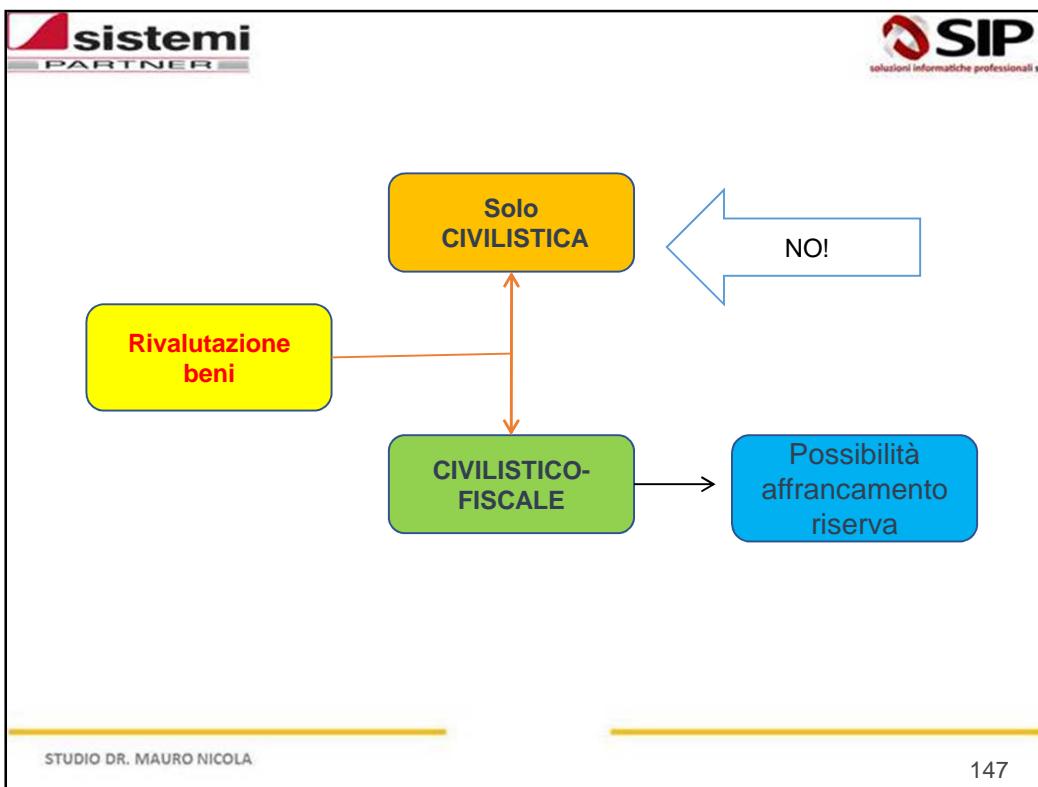 sistemi
PARTNER
SIP
soluzioni informatiche professionali s
Solo
CIVILISTICA
NO!
Rivalutazione
beni
CIVILISTICO-
FISCALE
Possibilità
affrancamento
riserva
STUDIO DR. MAURO NICOLA
147